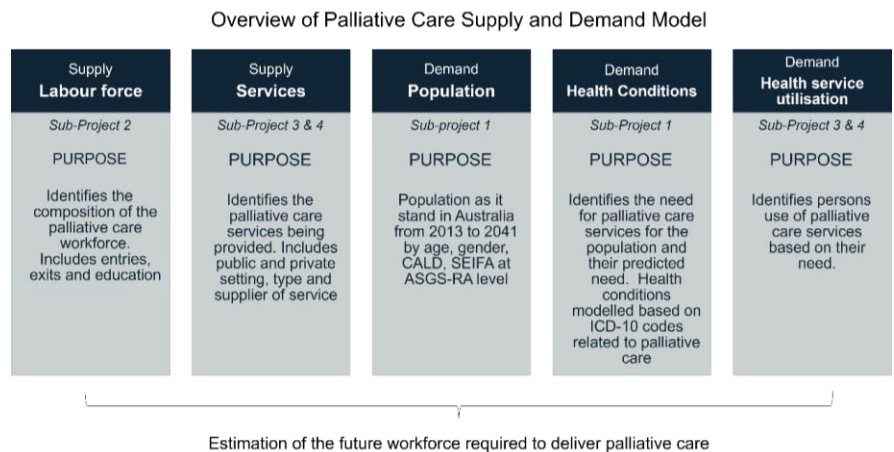 Overview of Palliative Care Supply and Demand Model
Supply
Labour force
Sub-Project 2
PURPOSE
Identifies the
composition of the
palliative care
workforce.
Includes entries,
exits and education
Supply
Services
Sub-Project 3 & 4
PURPOSE
Identifies the
palliative care
services being
provided. Includes
public and private
setting, type and
supplier of service
Demand
Population
Sub-project 1
PURPOSE
Population as it
stand in Australia
from 2013 to 2041
by age, gender,
CALD, SEIFA at
ASGS-RA level
Demand
Health Conditions
Sub-Project 1
PURPOSE
Identifies the need
for palliative care
services for the
population and
their predicted
need. Health
conditions
modelled based on
ICD-10 codes
related to palliative
care
Demand
Health service
utilisation
Sub-Project 3 & 4
PURPOSE
Identifies persons
use of palliative
care services
based on their
need.
Estimation of the future workforce required to deliver palliative care